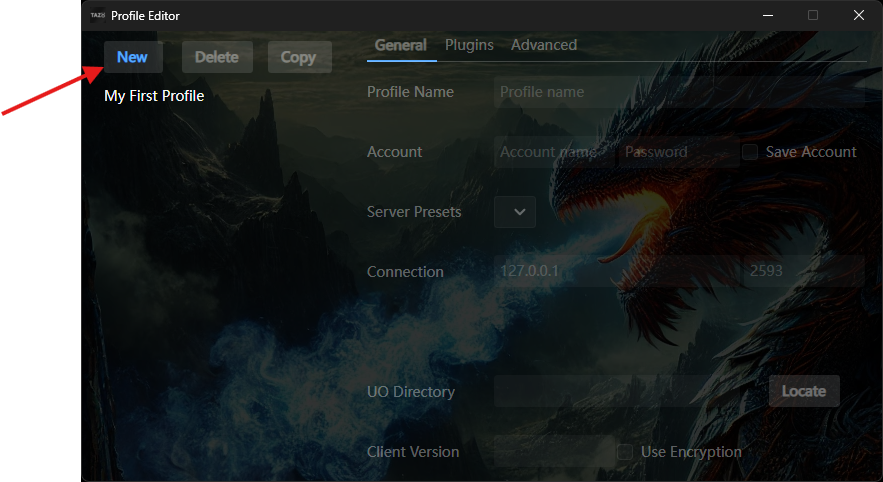 Profile Editor
New Delete Copy
My First Profile
General Plugins Advanced
Profile Name Profile name
Account Account name Password Save Account
Server Presets
Connection 127.0.0.1 2593
UO Directory Locate
Client Version Use Encryption